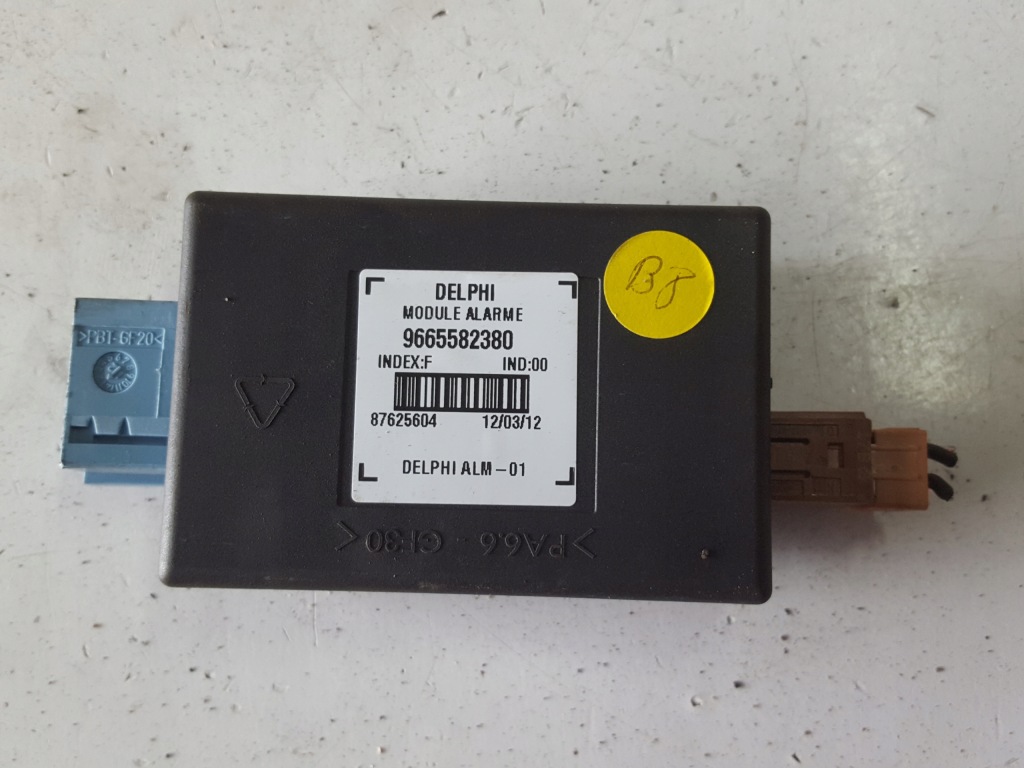 DELPHI
MODULE ALARME
9665582380
INDEX:F IND:00
87625604 12/03/12
DELPHI ALM-01
B8
>PBT-GF20<
>PA6.6-GF30<